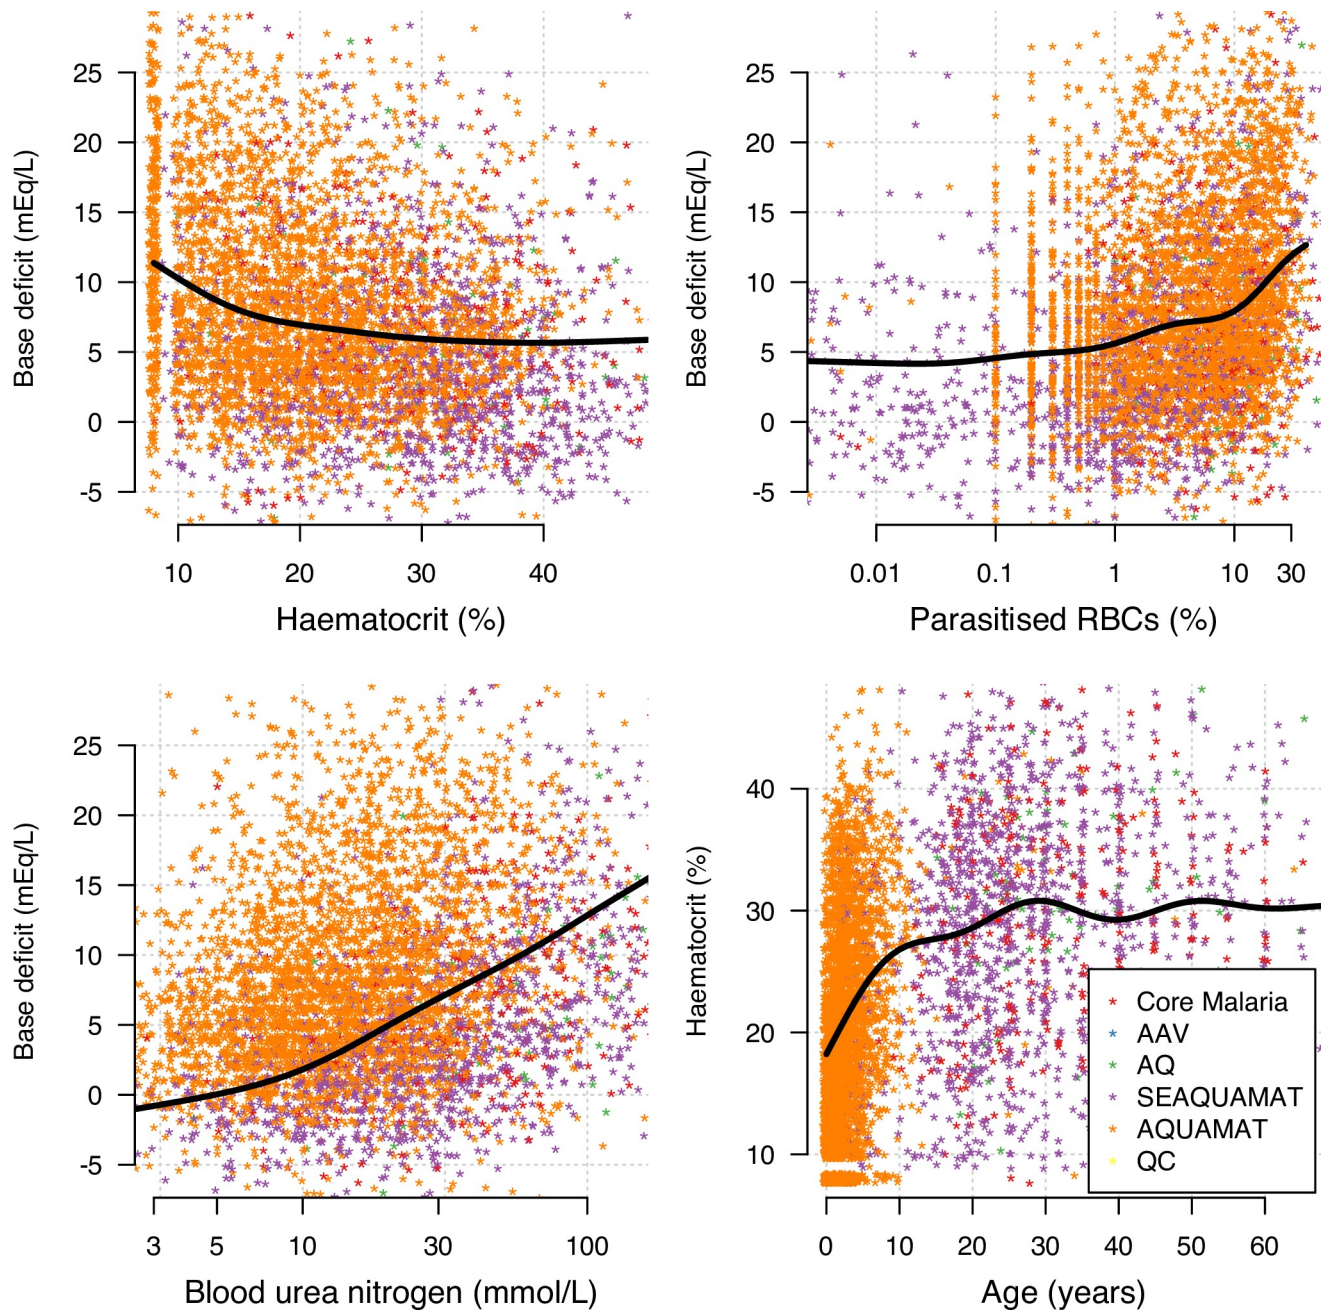 Base deficit (mEq/L)
25
20
15
10
5
0
-5
10 20 30 40
Haematocrit (%)
Base deficit (mEq/L)
25
20
15
10
5
0
-5
0.01 0.1 1 10 30
Parasitised RBCs (%)
Base deficit (mEq/L)
25
20
15
10
5
0
-5
3 5 10 30 100
Blood urea nitrogen (mmol/L)
Haematocrit (%)
40
30
20
10
Core Malaria
AAV
AQ
SEAQUAMAT
AQUAMAT
QC
0 10 20 30 40 50 60
Age (years)